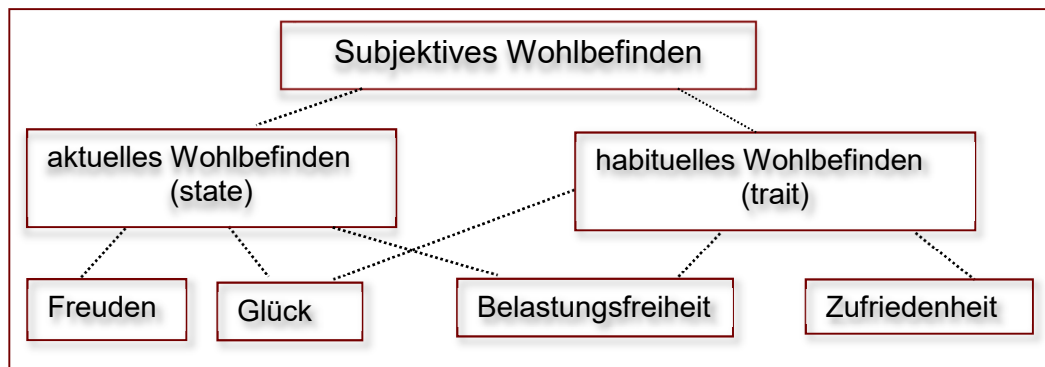 Subjektives Wohlbefinden
aktuelles Wohlbefinden
(state)
habituelles Wohlbefinden
(trait)
Freuden
Glück
Belastungsfreiheit
Zufriedenheit